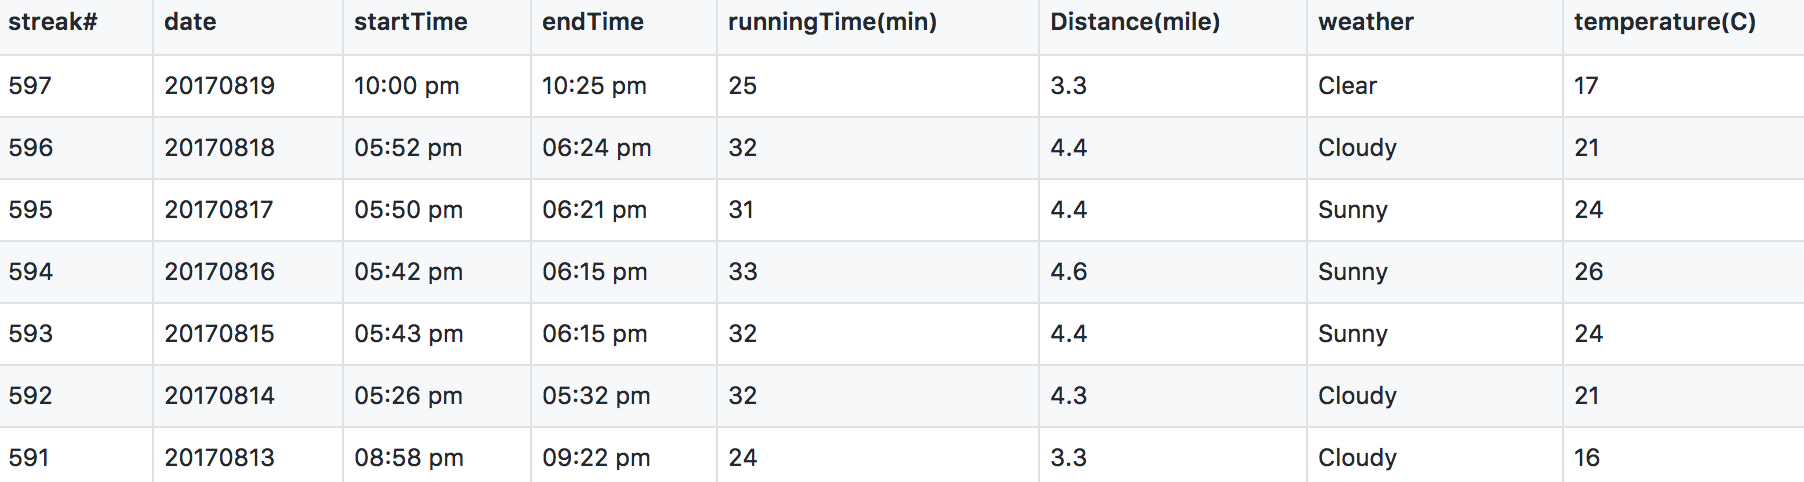 streak# date startTime endTime runningTime(min) Distance(mile) weather temperature(C)
597 20170819 10:00 pm 10:25 pm 25 3.3 Clear 17
596 20170818 05:52 pm 06:24 pm 32 4.4 Cloudy 21
595 20170817 05:50 pm 06:21 pm 31 4.4 Sunny 24
594 20170816 05:42 pm 06:15 pm 33 4.6 Sunny 26
593 20170815 05:43 pm 06:15 pm 32 4.4 Sunny 24
592 20170814 05:26 pm 05:32 pm 32 4.3 Cloudy 21
591 20170813 08:58 pm 09:22 pm 24 3.3 Cloudy 16